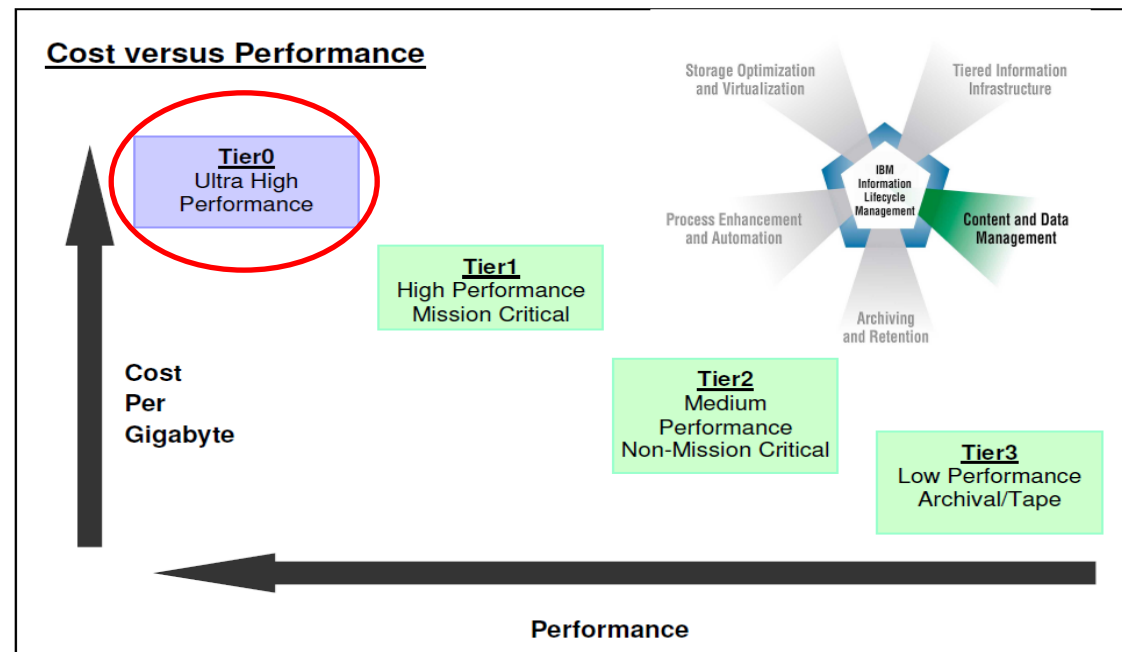 Cost versus Performance
Storage Optimization
and Virtualization
Tiered Information
Infrastructure
IBM
Information
Lifecycle
Management
Process Enhancement
and Automation
Content and Data
Management
Archiving
and Retention
Tier0
Ultra High
Performance
Tier1
High Performance
Mission Critical
Tier2
Medium
Performance
Non-Mission Critical
Tier3
Low Performance
Archival/Tape
Cost
Per
Gigabyte
Performance